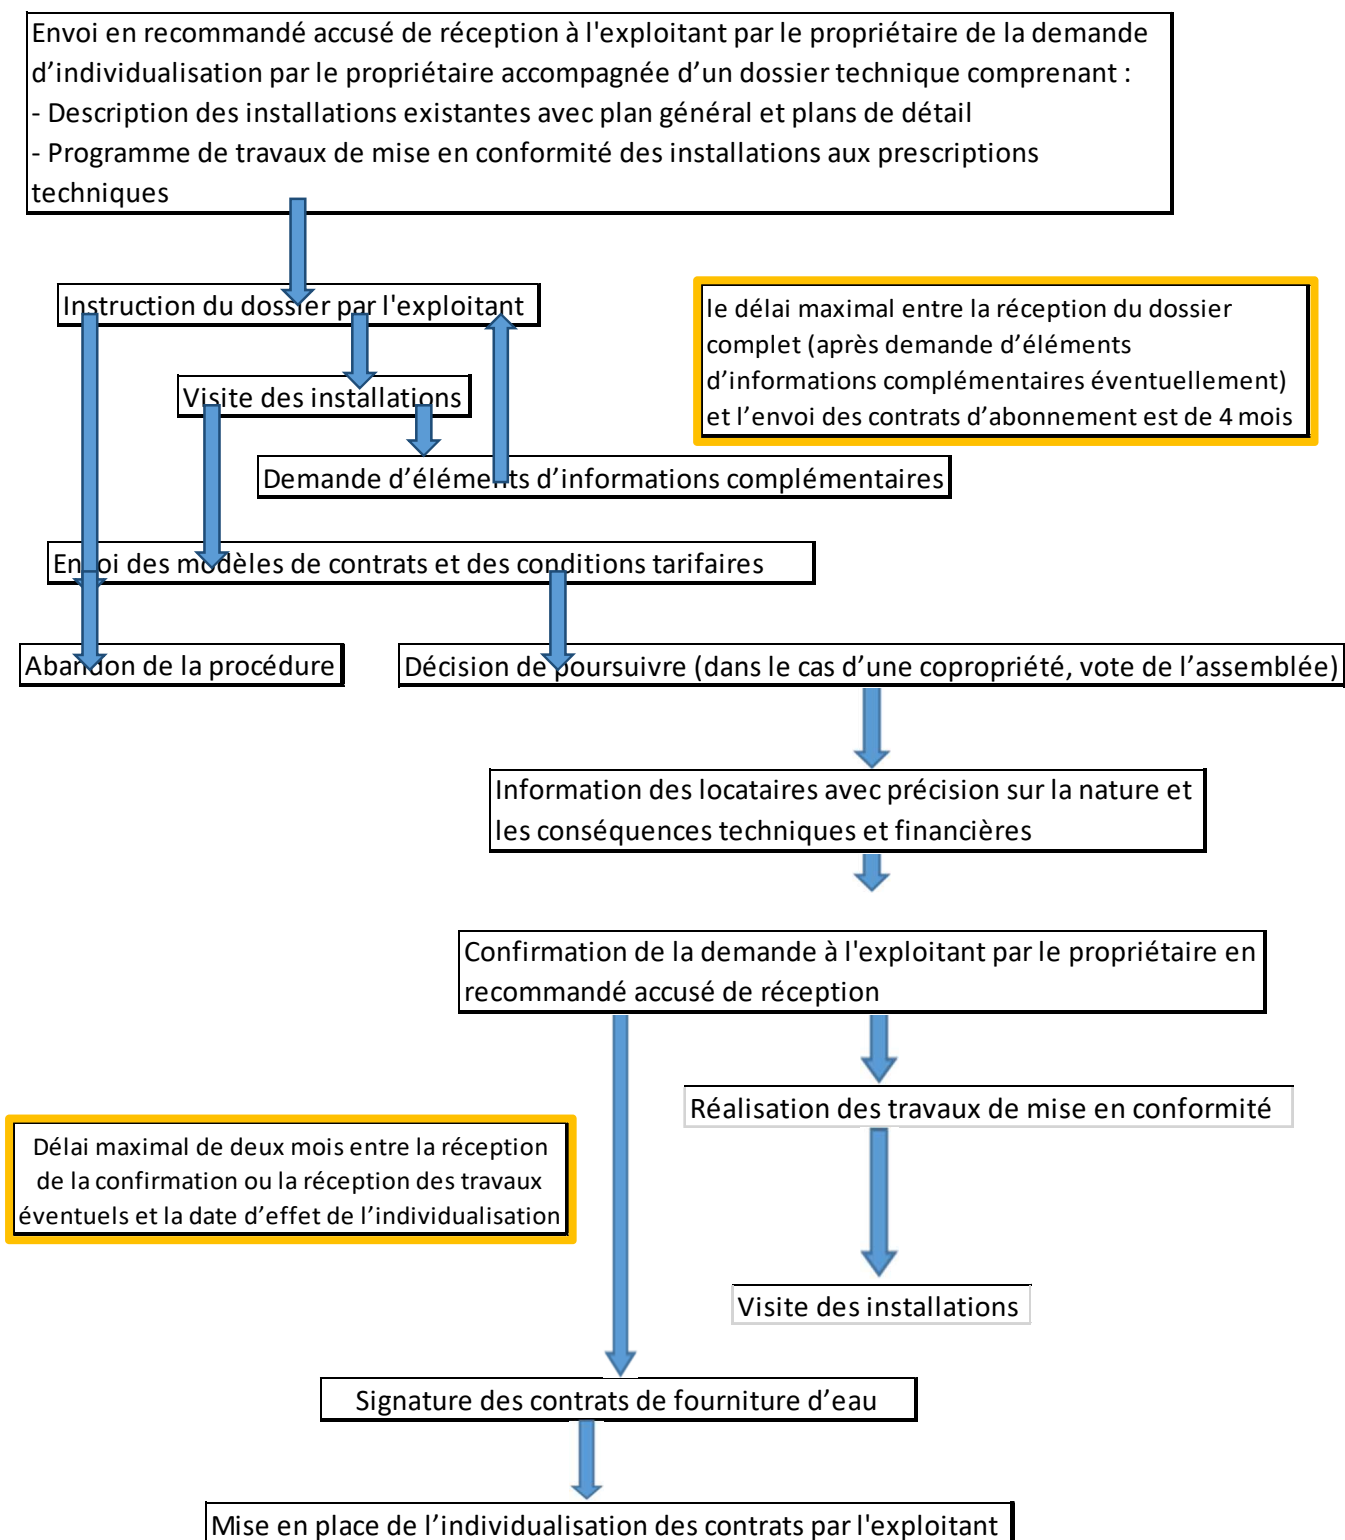 Envoi en recommandé accusé de réception à l'exploitant par le propriétaire de la demande
d’individualisation par le propriétaire accompagnée d’un dossier technique comprenant :
- Description des installations existantes avec plan général et plans de détail
- Programme de travaux de mise en conformité des installations aux prescriptions
techniques
Instruction du dossier par l'exploitant
le délai maximal entre la réception du dossier
complet (après demande d’éléments
d’informations complémentaires éventuellement)
et l’envoi des contrats d’abonnement est de 4 mois
Visite des installations
Demande d’éléments d’informations complémentaires
Envoi des modèles de contrats et des conditions tarifaires
Abandon de la procédure
Décision de poursuivre (dans le cas d’une copropriété, vote de l’assemblée)
Information des locataires avec précision sur la nature et
les conséquences techniques et financières
Confirmation de la demande à l'exploitant par le propriétaire en
recommandé accusé de réception
Réalisation des travaux de mise en conformité
Délai maximal de deux mois entre la réception
de la confirmation ou la réception des travaux
éventuels et la date d’effet de l’individualisation
Visite des installations
Signature des contrats de fourniture d’eau
Mise en place de l’individualisation des contrats par l'exploitant